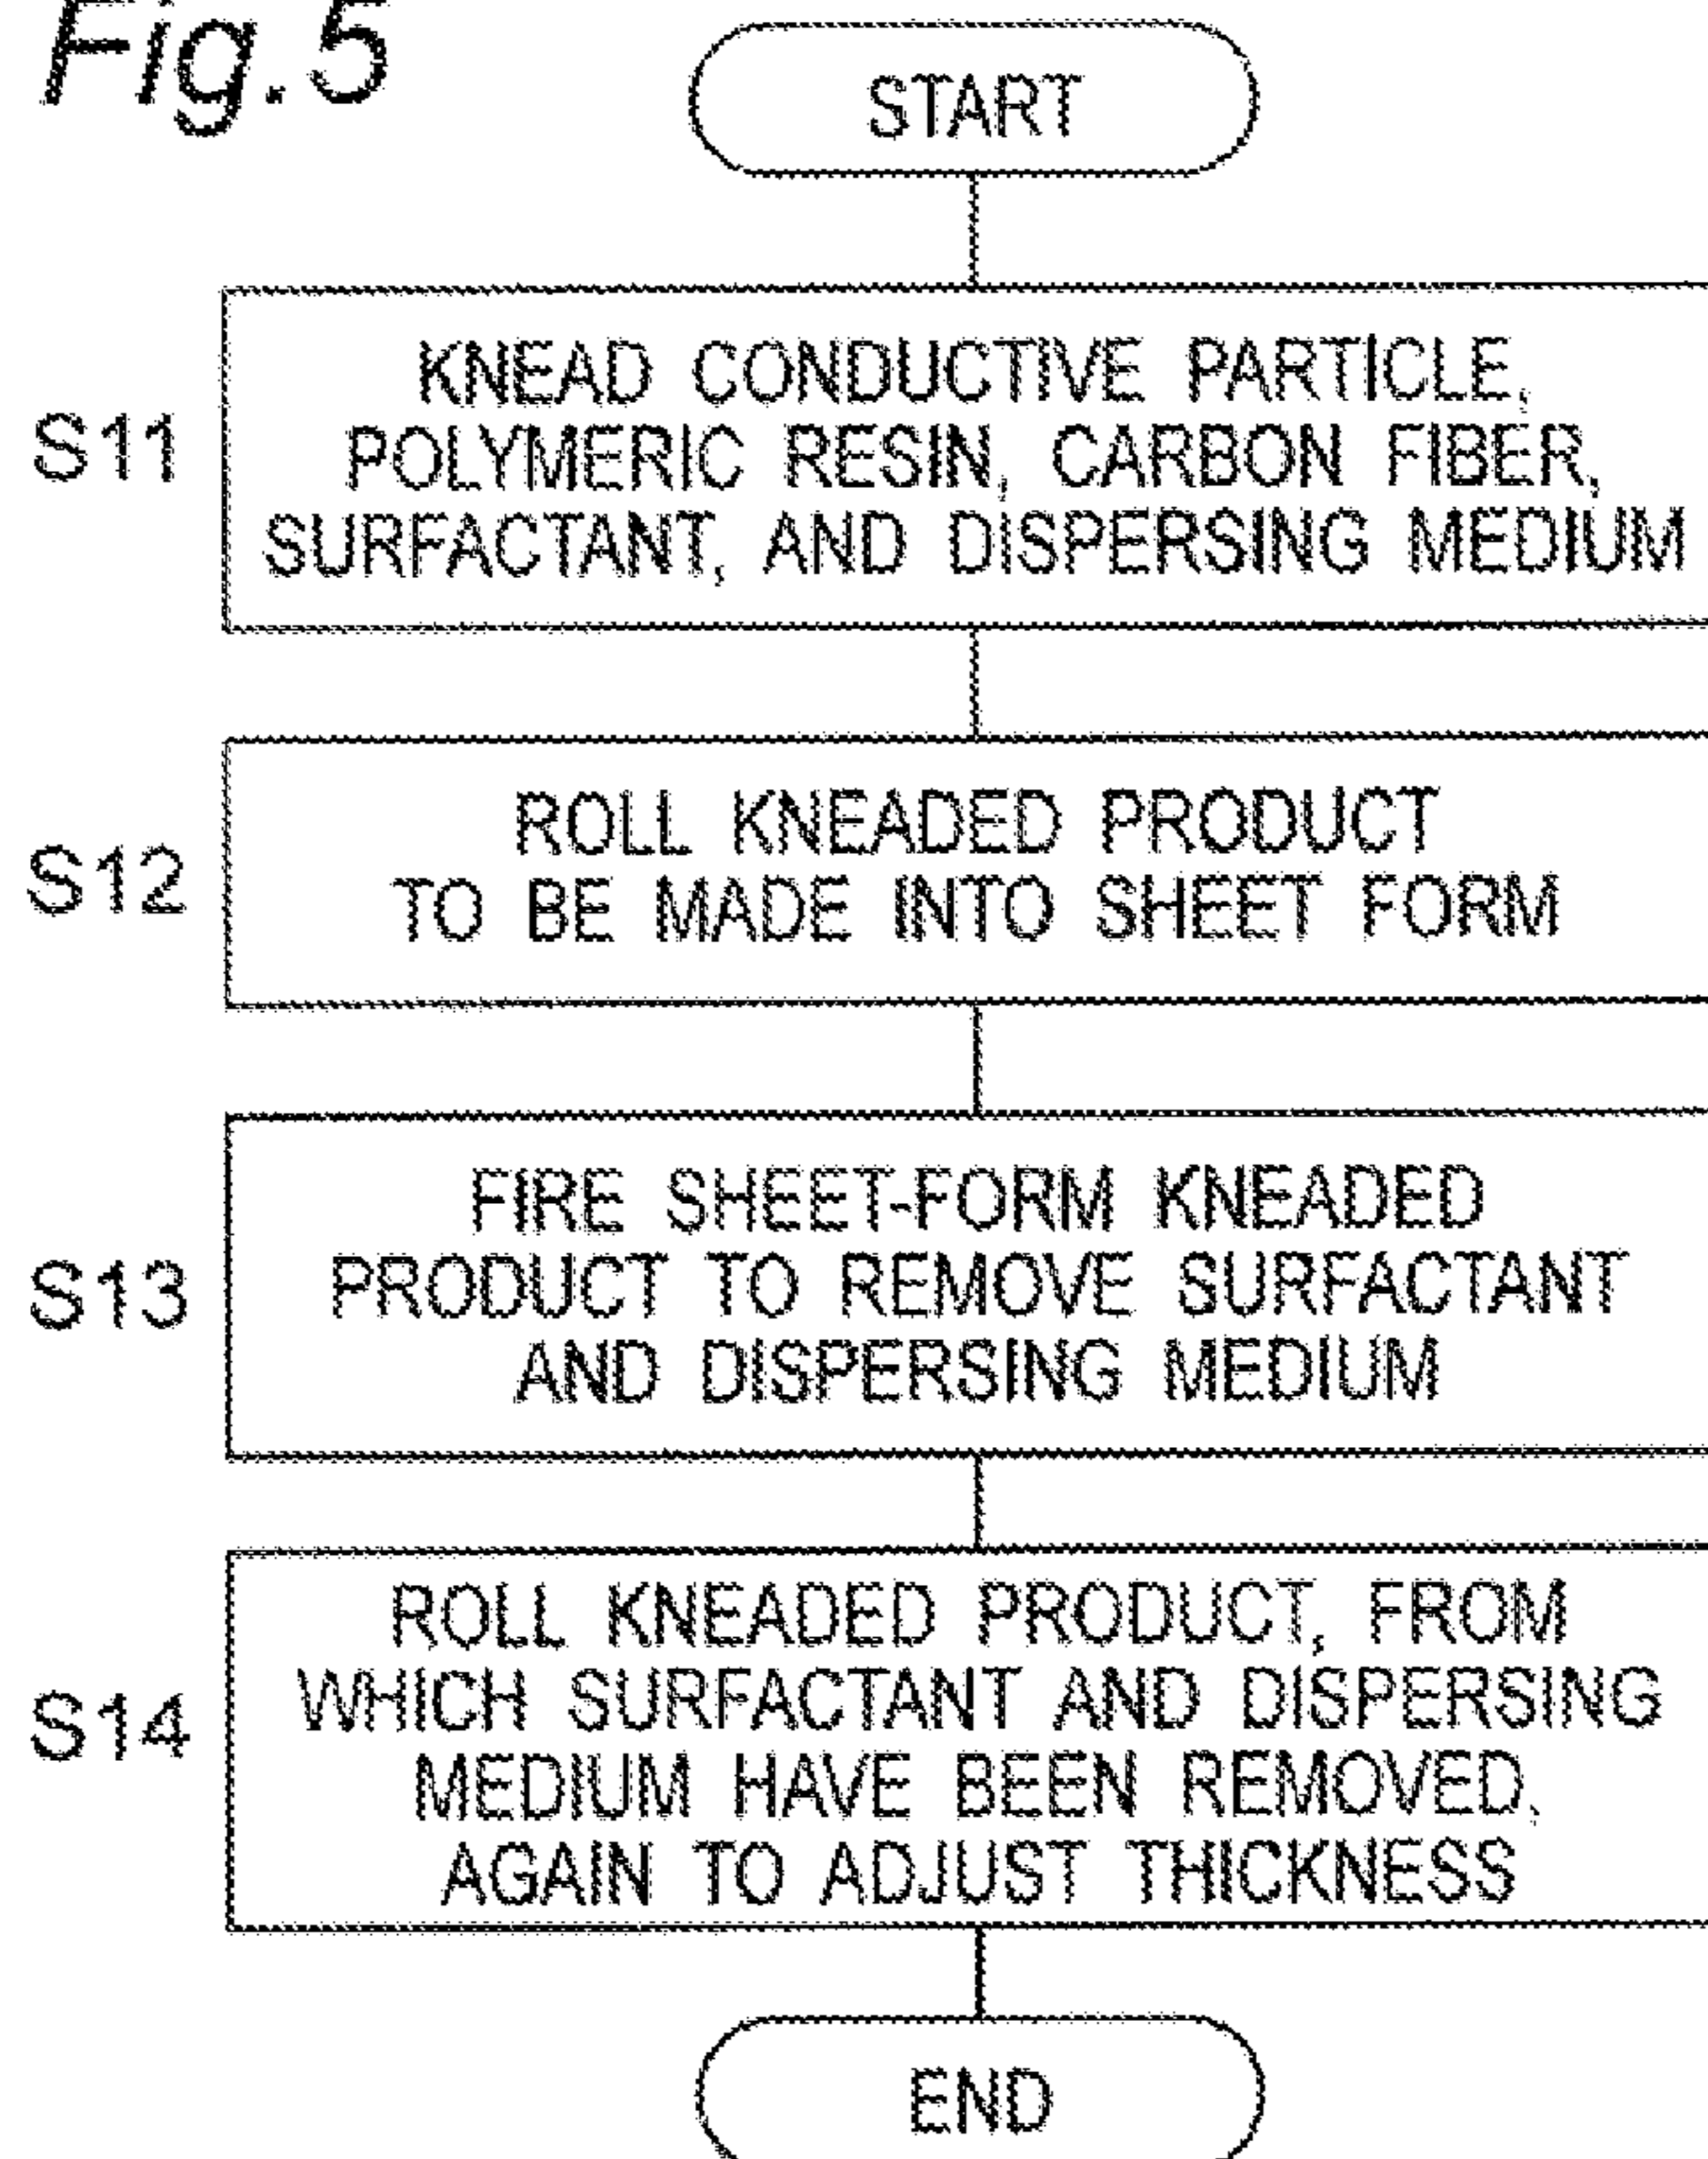 Fig.5
START
S11
KNEAD CONDUCTIVE PARTICLE,
POLYMERIC RESIN, CARBON FIBER,
SURFACTANT, AND DISPERSING MEDIUM
S12
ROLL KNEADED PRODUCT
TO BE MADE INTO SHEET FORM
S13
FIRE SHEET-FORM KNEADED
PRODUCT TO REMOVE SURFACTANT
AND DISPERSING MEDIUM
S14
ROLL KNEADED PRODUCT, FROM
WHICH SURFACTANT AND DISPERSING
MEDIUM HAVE BEEN REMOVED,
AGAIN TO ADJUST THICKNESS
END